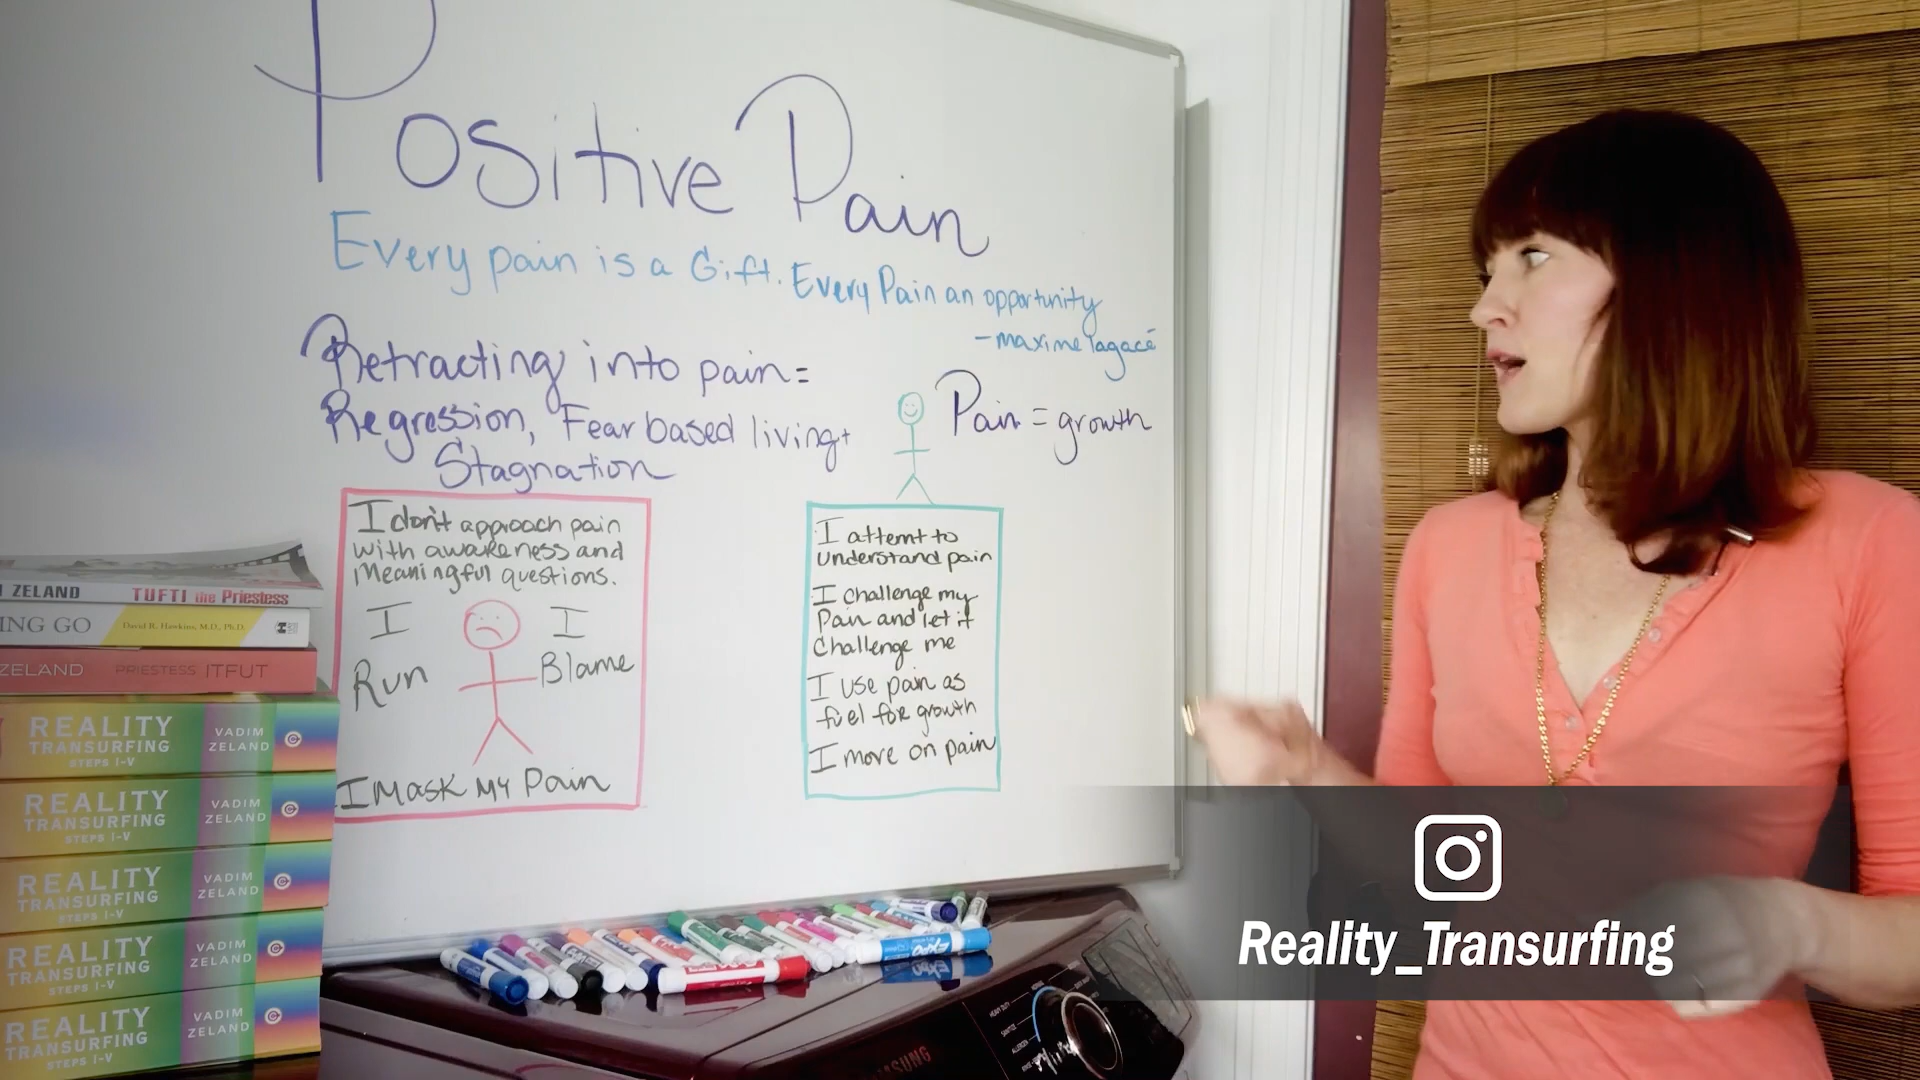 Positive Pain
Every pain is a Gift. Every Pain an opportunity
- maxime lagacé
Retracting into pain =
Regression, Fear based living +
Stagnation
Pain = growth
I don't approach pain
with awareness and
Meaningful questions.
I
I
Run
Blame
I MASK My Pain
I attemt to
understand pain
I challenge my
Pain and let it
challenge me
I use pain as
fuel for growth
I move on pain
ZELAND TUFTI the Priestess
ING GO David R. Hawkins, M.D., Ph.D.
ZELAND PRIESTESS ITFUT
REALITY
TRANSURFING
STEPS I-V
VADIM
ZELAND
REALITY
TRANSURFING
STEPS I-V
VADIM
ZELAND
REALITY
TRANSURFING
STEPS I-V
VADIM
ZELAND
REALITY
TRANSURFING
STEPS I-V
VADIM
ZELAND
REALITY
TRANSURFING
STEPS I-V
VADIM
ZELAND
EXPO
SAMSUNG
Reality_Transurfing